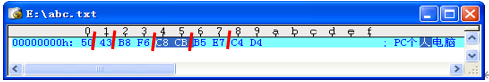 E:\abc.txt
0 1 2 3 4 5 6 7 8 9 a b c d e f
00000000h: 50 43 B8 F6 C8 CB B5 E7 C4 D4 ; PC个人电脑